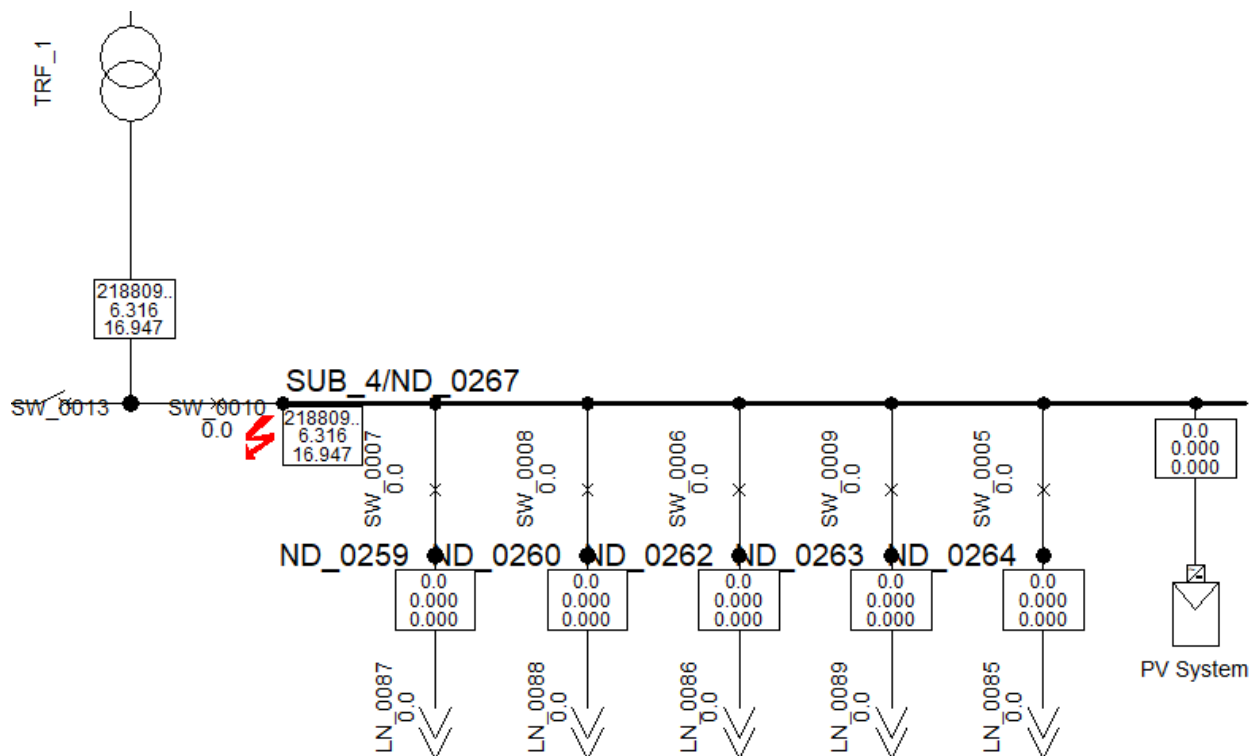 TRF_1
218809..
6.316
16.947
SUB_4/ND_0267
SW_0013
SW_0010
0.0
218809..
6.316
16.947
0.0
0.000
0.000
SW_0007
0.0
SW_0008
0.0
SW_0006
0.0
SW_0009
0.0
SW_0005
0.0
ND_0259
ND_0260
ND_0262
ND_0263
ND_0264
0.0
0.000
0.000
0.0
0.000
0.000
0.0
0.000
0.000
0.0
0.000
0.000
0.0
0.000
0.000
PV System
LN_0087
0.0
LN_0088
0.0
LN_0086
0.0
LN_0089
0.0
LN_0085
0.0